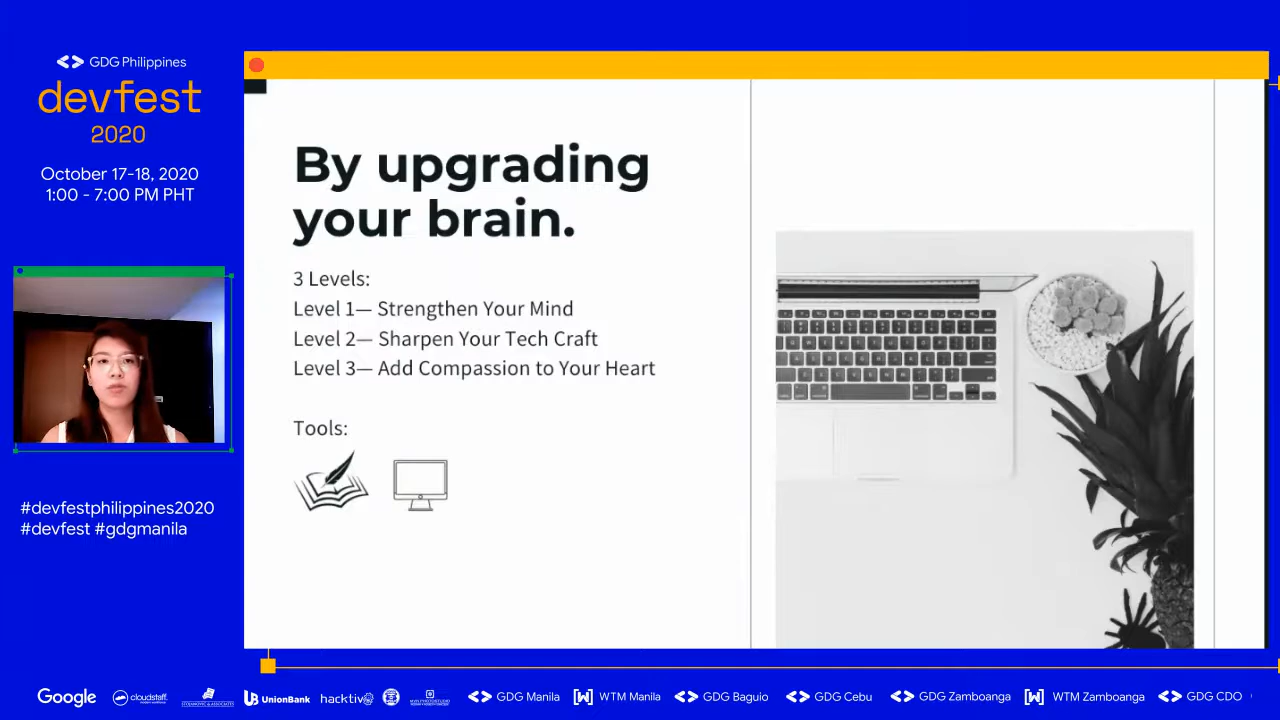 GDG Philippines
devfest
2020
October 17-18, 2020
1:00 - 7:00 PM PHT
By upgrading
your brain.
3 Levels:
Level 1— Strengthen Your Mind
Level 2— Sharpen Your Tech Craft
Level 3— Add Compassion to Your Heart
Tools:
#devfestphilippines2020
#devfest #gdgmanila
Google cloudstaff UB UnionBank hacktiv8 GDG Manila WTM Manila GDG Baguio GDG Cebu GDG Zamboanga WTM Zamboanga GDG CDO